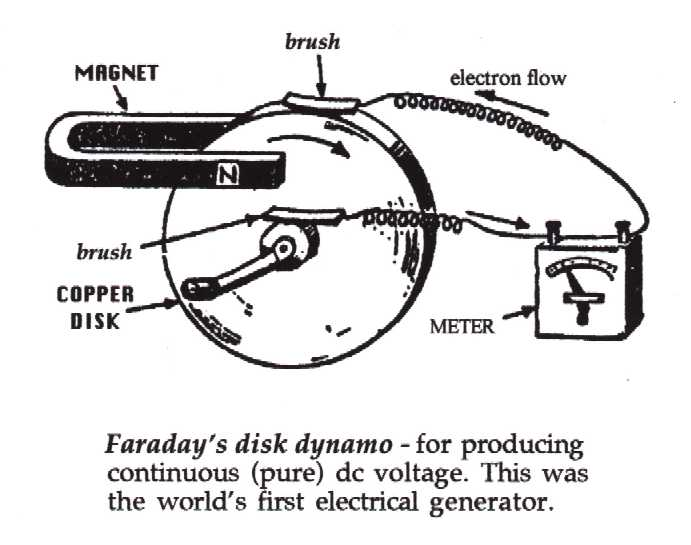 brush
MAGNET
electron flow
N
brush
COPPER
DISK
METER
Faraday's disk dynamo - for producing
continuous (pure) dc voltage. This was
the world's first electrical generator.